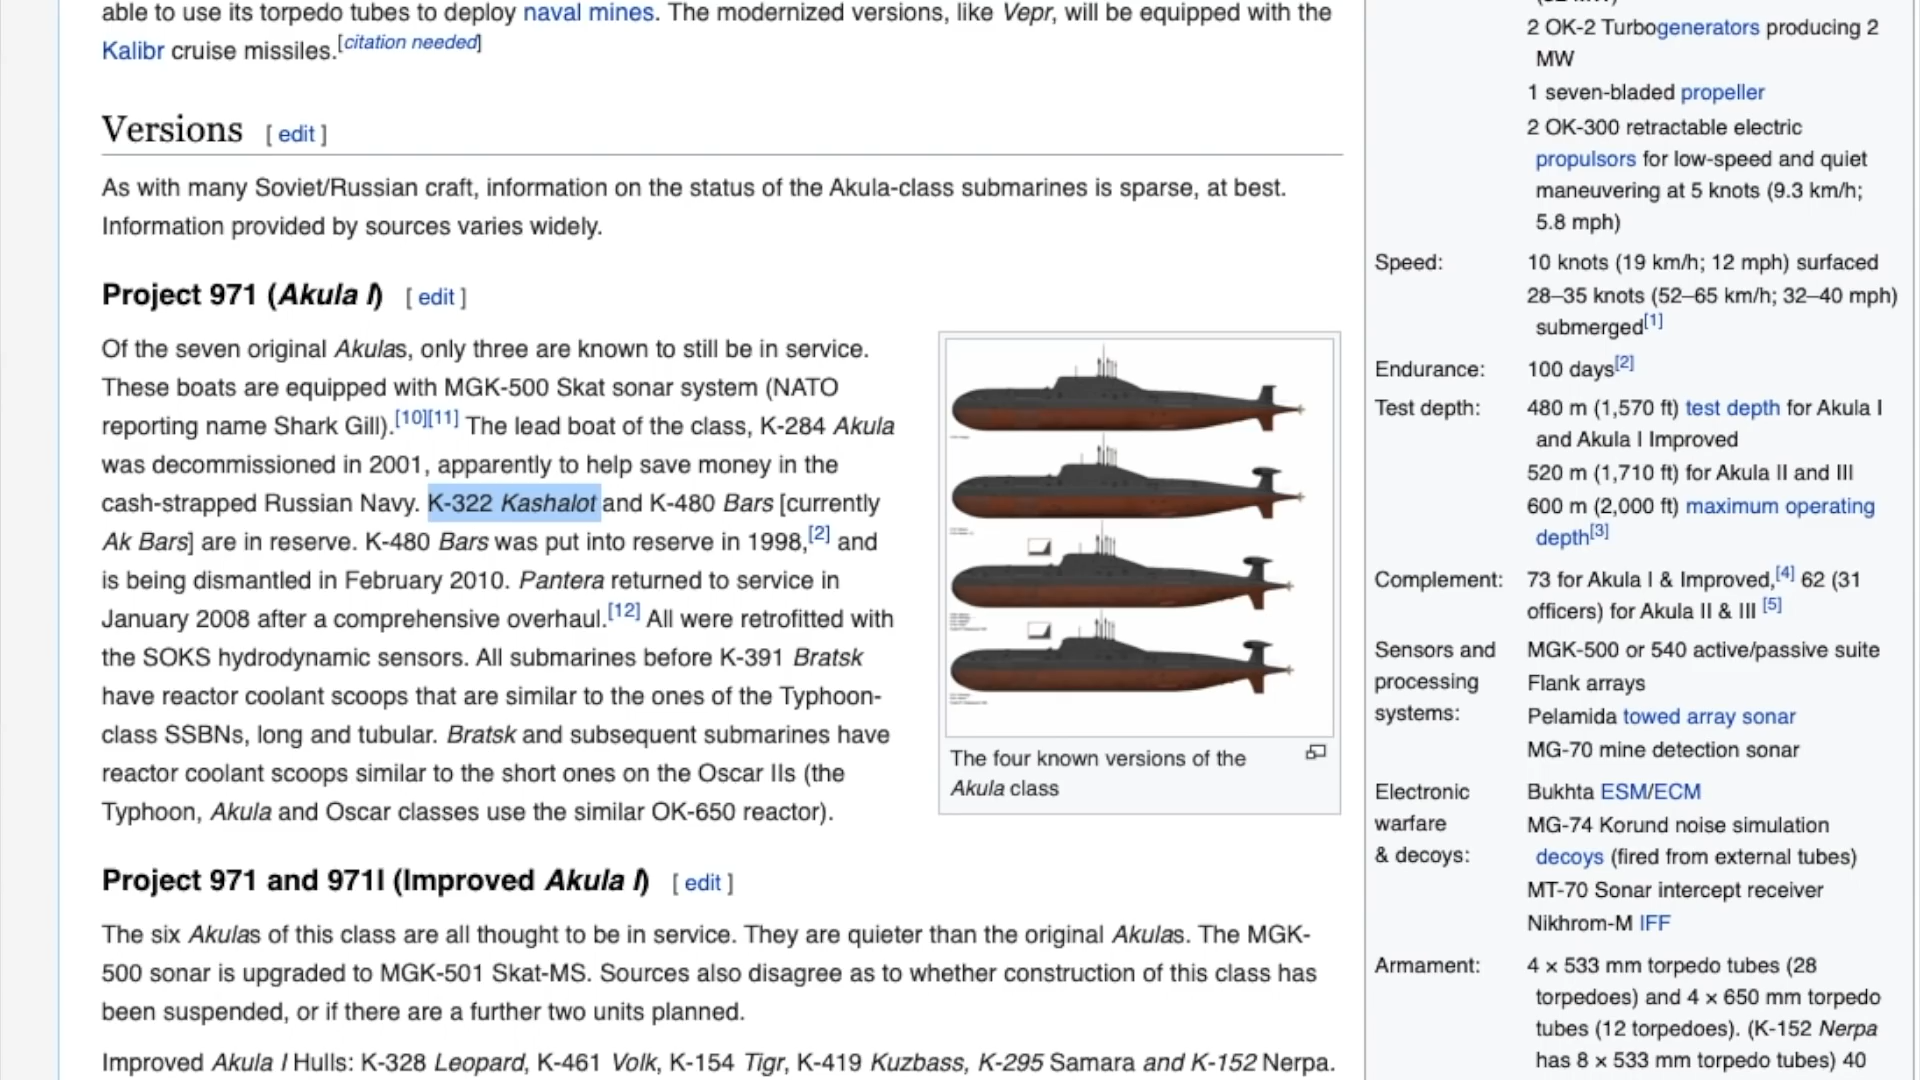 able to use its torpedo tubes to deploy naval mines. The modernized versions, like Vepr, will be equipped with the
Kalibr cruise missiles.[citation needed]
Versions [ edit ]
As with many Soviet/Russian craft, information on the status of the Akula-class submarines is sparse, at best.
Information provided by sources varies widely.
Project 971 (Akula I) [ edit ]
Of the seven original Akulas, only three are known to still be in service.
These boats are equipped with MGK-500 Skat sonar system (NATO
reporting name Shark Gill).[10][11] The lead boat of the class, K-284 Akula
was decommissioned in 2001, apparently to help save money in the
cash-strapped Russian Navy. K-322 Kashalot and K-480 Bars [currently
Ak Bars] are in reserve. K-480 Bars was put into reserve in 1998,[2] and
is being dismantled in February 2010. Pantera returned to service in
January 2008 after a comprehensive overhaul.[12] All were retrofitted with
the SOKS hydrodynamic sensors. All submarines before K-391 Bratsk
have reactor coolant scoops that are similar to the ones of the Typhoon-
class SSBNs, long and tubular. Bratsk and subsequent submarines have
reactor coolant scoops similar to the short ones on the Oscar IIs (the
Typhoon, Akula and Oscar classes use the similar OK-650 reactor).
The four known versions of the
Akula class
Project 971 and 971I (Improved Akula I) [ edit ]
The six Akulas of this class are all thought to be in service. They are quieter than the original Akulas. The MGK-
500 sonar is upgraded to MGK-501 Skat-MS. Sources also disagree as to whether construction of this class has
been suspended, or if there are a further two units planned.
Improved Akula I Hulls: K-328 Leopard, K-461 Volk, K-154 Tigr, K-419 Kuzbass, K-295 Samara and K-152 Nerpa.
2 OK-2 Turbogenerators producing 2
MW
1 seven-bladed propeller
2 OK-300 retractable electric
propulsors for low-speed and quiet
maneuvering at 5 knots (9.3 km/h;
5.8 mph)
Speed: 10 knots (19 km/h; 12 mph) surfaced
28–35 knots (52–65 km/h; 32–40 mph)
submerged[1]
Endurance: 100 days[2]
Test depth: 480 m (1,570 ft) test depth for Akula I
and Akula I Improved
520 m (1,710 ft) for Akula II and III
600 m (2,000 ft) maximum operating
depth[3]
Complement: 73 for Akula I & Improved,[4] 62 (31
officers) for Akula II & III [5]
Sensors and MGK-500 or 540 active/passive suite
processing Flank arrays
systems: Pelamida towed array sonar
MG-70 mine detection sonar
Electronic Bukhta ESM/ECM
warfare MG-74 Korund noise simulation
& decoys: decoys (fired from external tubes)
MT-70 Sonar intercept receiver
Nikhrom-M IFF
Armament: 4 × 533 mm torpedo tubes (28
torpedoes) and 4 × 650 mm torpedo
tubes (12 torpedoes). (K-152 Nerpa
has 8 × 533 mm torpedo tubes) 40